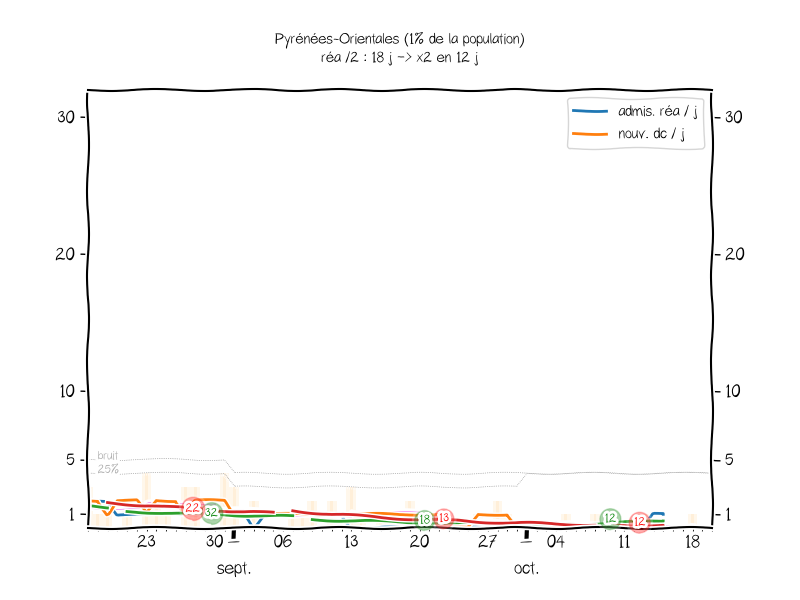 Pyrénées-Orientales (1% de la population)
réa /2 : 18 j -> x2 en 12 j
admis. réa / j
nouv. dc / j
30 30
20 20
10 10
5 5
1 1
bruit
25%
22 32 18 13 12 12
23 30 06 13 20 27 04 11 18
sept. oct.